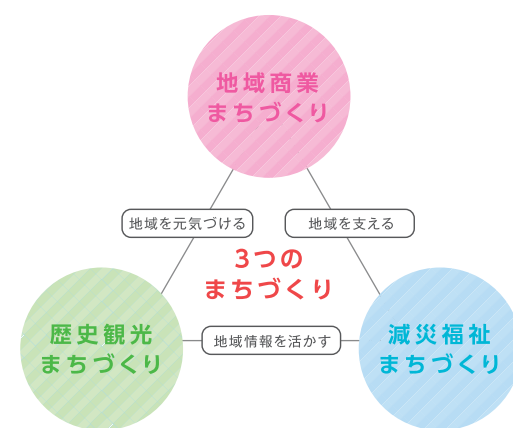 地域商業
まちづくり
地域を元気づける
地域を支える
3つの
まちづくり
歴史観光
まちづくり
地域情報を活かす
減災福祉
まちづくり